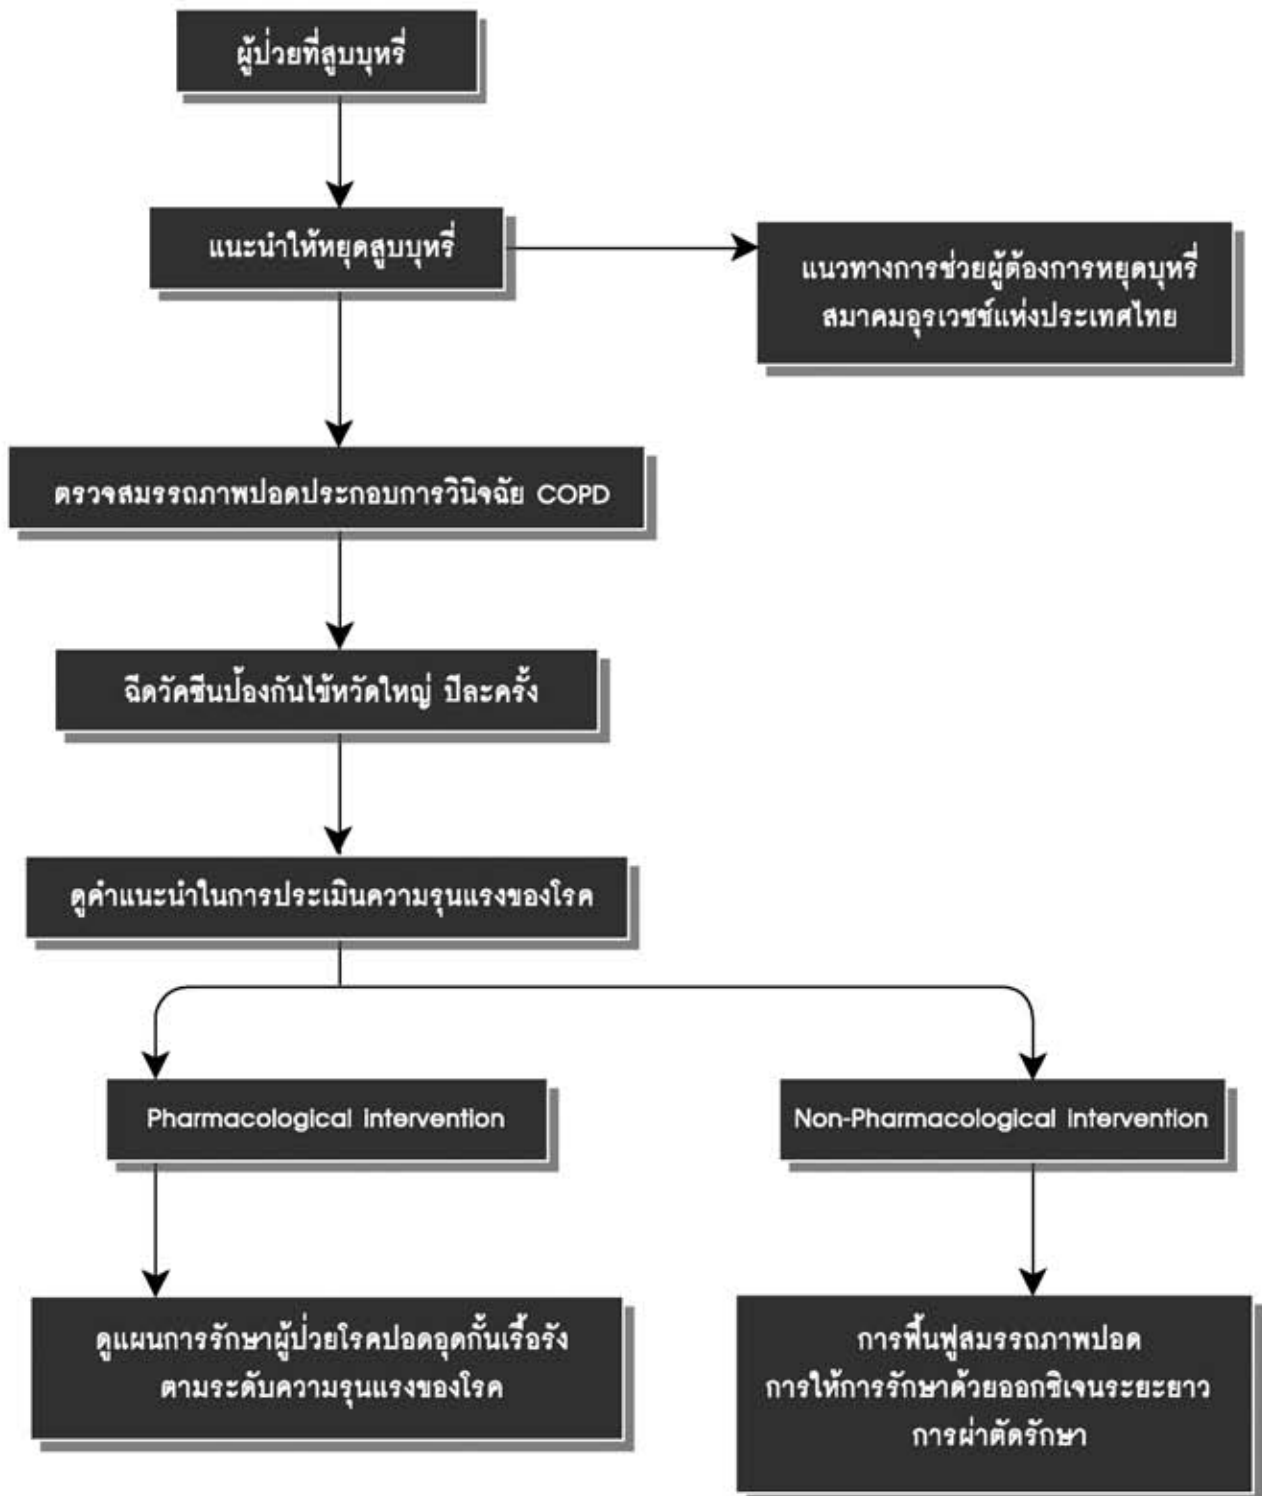 ผู้ป่วยที่สูบบุหรี่
แนะนำให้หยุดสูบบุหรี่
แนวทางการช่วยผู้ต้องการหยุดบุหรี่
สมาคมอุรเวชช์แห่งประเทศไทย
ตรวจสมรรถภาพปอดประกอบการวินิจฉัย COPD
ฉีดวัคซีนป้องกันไข้หวัดใหญ่ ปีละครั้ง
ดูคำแนะนำในการประเมินความรุนแรงของโรค
Pharmacological Intervention
Non-Pharmacological Intervention
ดูแผนการรักษาผู้ป่วยโรคปอดอุดกั้นเรื้อรัง
ตามระดับความรุนแรงของโรค
การฟื้นฟูสมรรถภาพปอด
การให้การรักษาด้วยออกซิเจนระยะยาว
การผ่าตัดรักษา